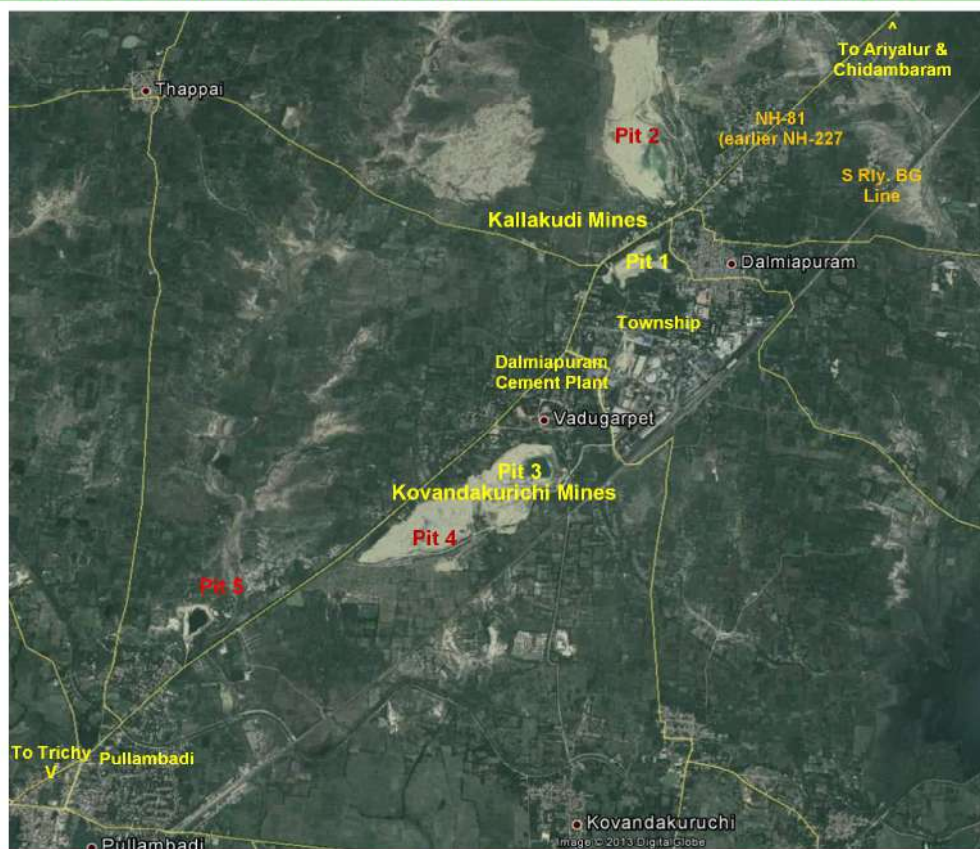 ^
To Ariyalur &
Chidambaram
Thappai
NH-81
(earlier NH-227
Pit 2
S Rly. BG
Line
Kallakudi Mines
Pit 1
Dalmiapuram
Township
Dalmiapuram
Cement Plant
Vadugarpet
Pit 3
Kovandakurichi Mines
Pit 4
Pit 5
To Trichy
V
Pullambadi
Kovandakuruchi
Pullambadi
Image © 2013 DigitalGlobe